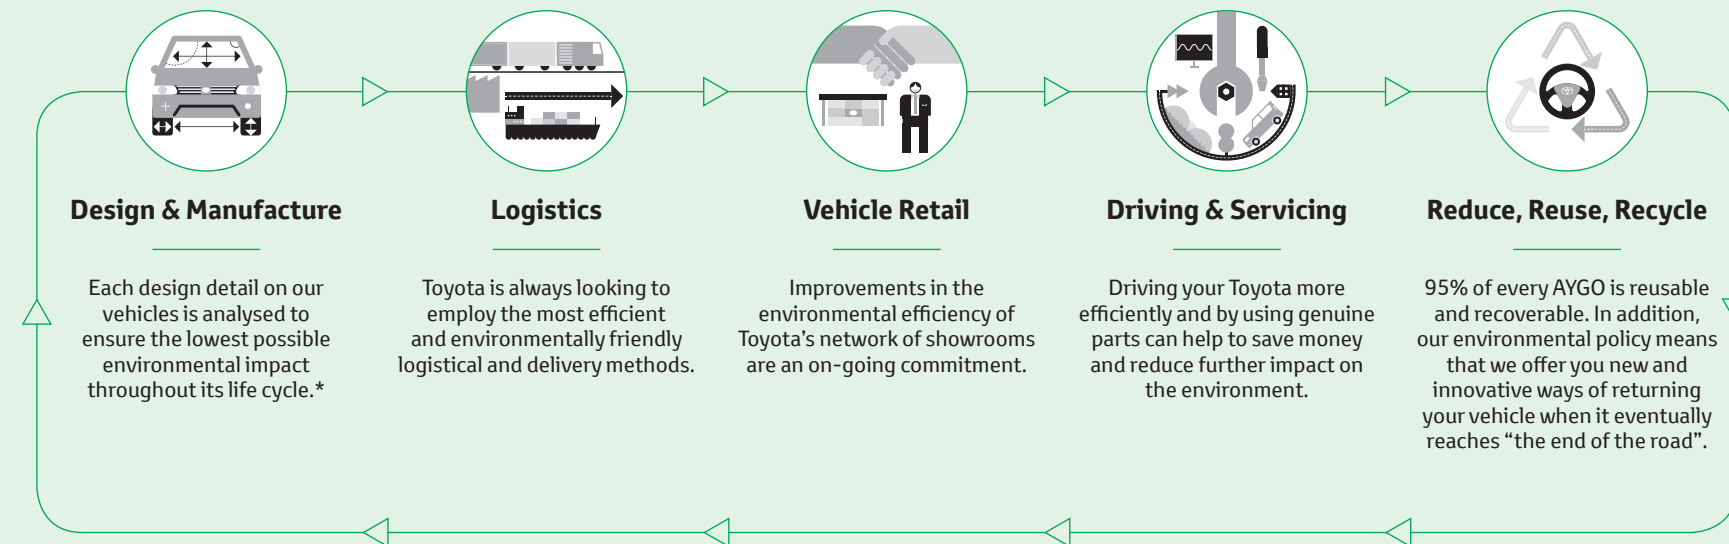 Design & Manufacture
Each design detail on our
vehicles is analysed to
ensure the lowest possible
environmental impact
throughout its life cycle.*
Logistics
Toyota is always looking to
employ the most efficient
and environmentally friendly
logistical and delivery methods.
Vehicle Retail
Improvements in the
environmental efficiency of
Toyota’s network of showrooms
are an on-going commitment.
Driving & Servicing
Driving your Toyota more
efficiently and by using genuine
parts can help to save money
and reduce further impact on
the environment.
Reduce, Reuse, Recycle
95% of every AYGO is reusable
and recoverable. In addition,
our environmental policy means
that we offer you new and
innovative ways of returning
your vehicle when it eventually
reaches “the end of the road”.